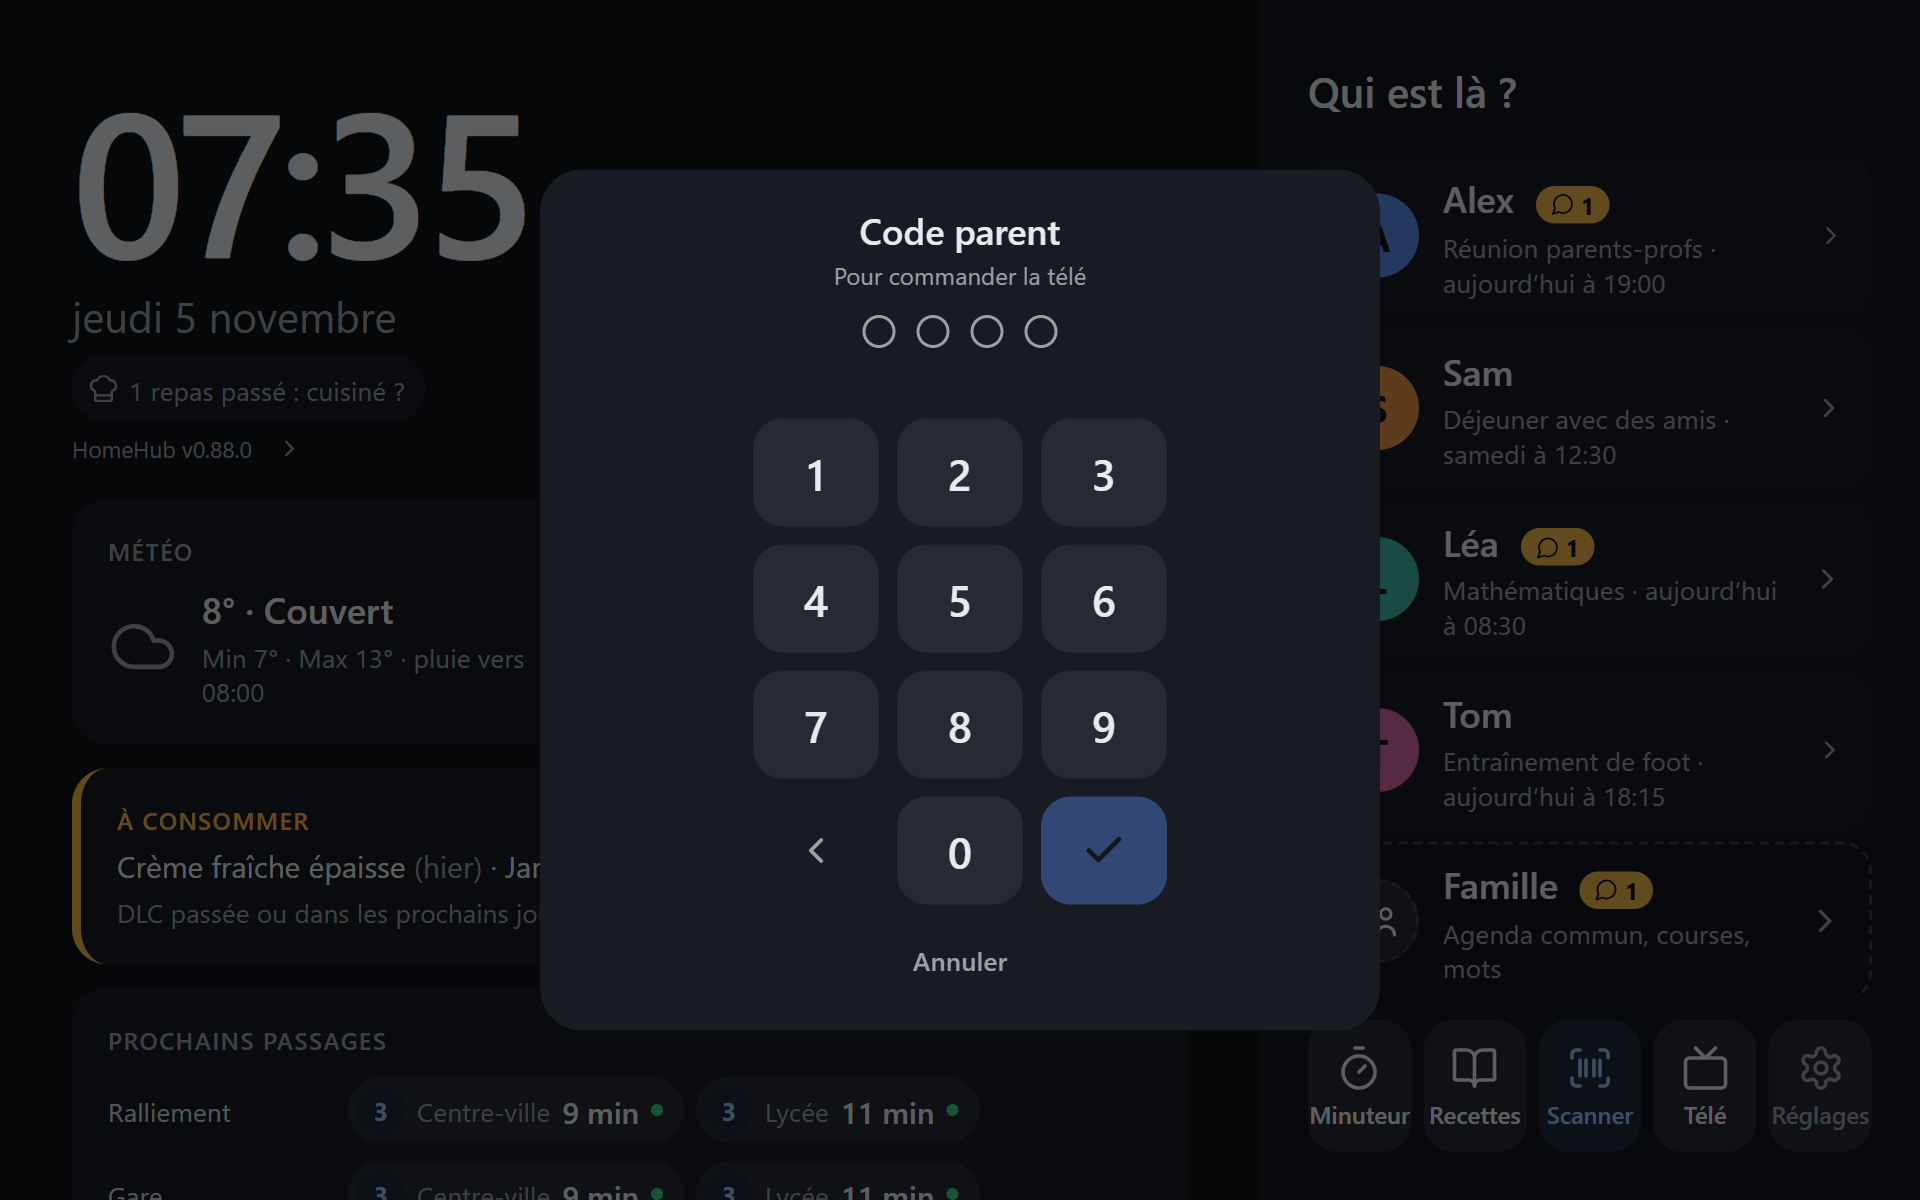 07:35
jeudi 5 novembre
1 repas passé : cuisiné ?
HomeHub v0.88.0
MÉTÉO
8° · Couvert
Min 7° · Max 13° · pluie vers
08:00
À CONSOMMER
Crème fraîche épaisse (hier) ·
DLC passée ou dans les prochains
PROCHAINS PASSAGES
Ralliement
3 Centre-ville 9 min
3 Lycée 11 min
Gare
3 Centre-ville 9 min
3 Lycée 11 min
Code parent
Pour commander la télé
1 2 3
4 5 6
7 8 9
0
Annuler
Qui est là ?
Alex 1
Réunion parents-profs ·
aujourd’hui à 19:00
Sam
Déjeuner avec des amis ·
samedi à 12:30
Léa 1
Mathématiques · aujourd’hui
à 08:30
Tom
Entraînement de foot ·
aujourd’hui à 18:15
Famille 1
Agenda commun, courses,
mots
Minuteur
Recettes
Scanner
Télé
Réglages